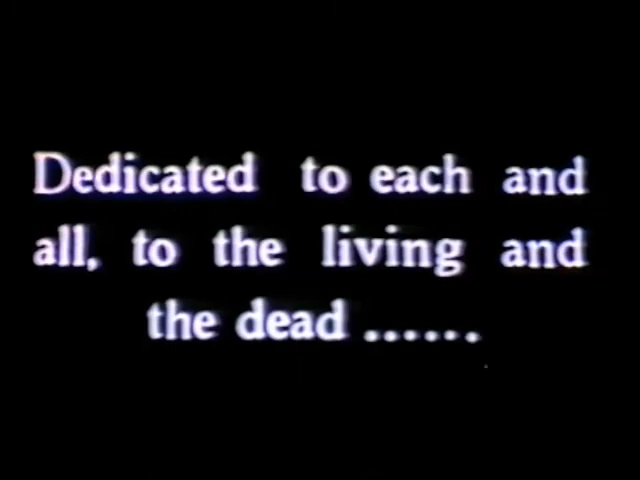 Dedicated to each and
all, to the living and
the dead ......